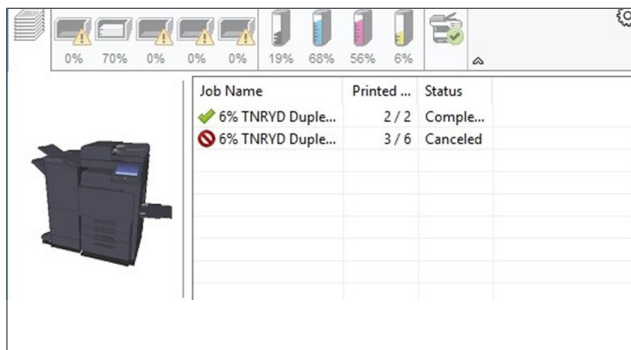 0% 70% 0% 0% 0% 19% 68% 56% 6%
Job Name Printed ... Status
6% TNRYD Duple... 2 / 2 Comple...
6% TNRYD Duple... 3 / 6 Canceled